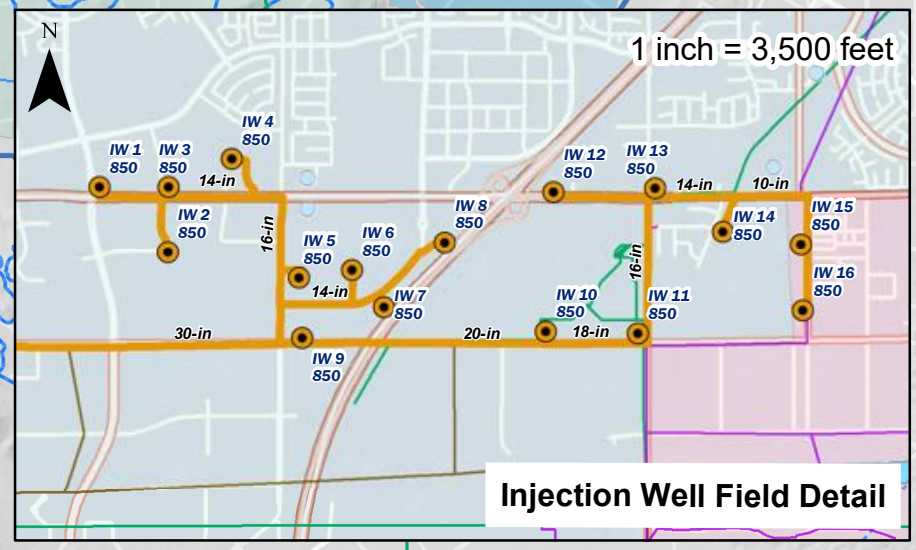 N
1 inch = 3,500 feet
IW 4
850
IW 1
850
IW 3
850
14-in
IW 2
850
16-in
IW 5
850
IW 6
850
14-in
IW 7
850
IW 8
850
IW 12
850
IW 13
850
14-in
10-in
IW 14
850
IW 15
850
IW 16
850
16-in
IW 10
850
IW 11
850
18-in
20-in
30-in
IW 9
850
Injection Well Field Detail